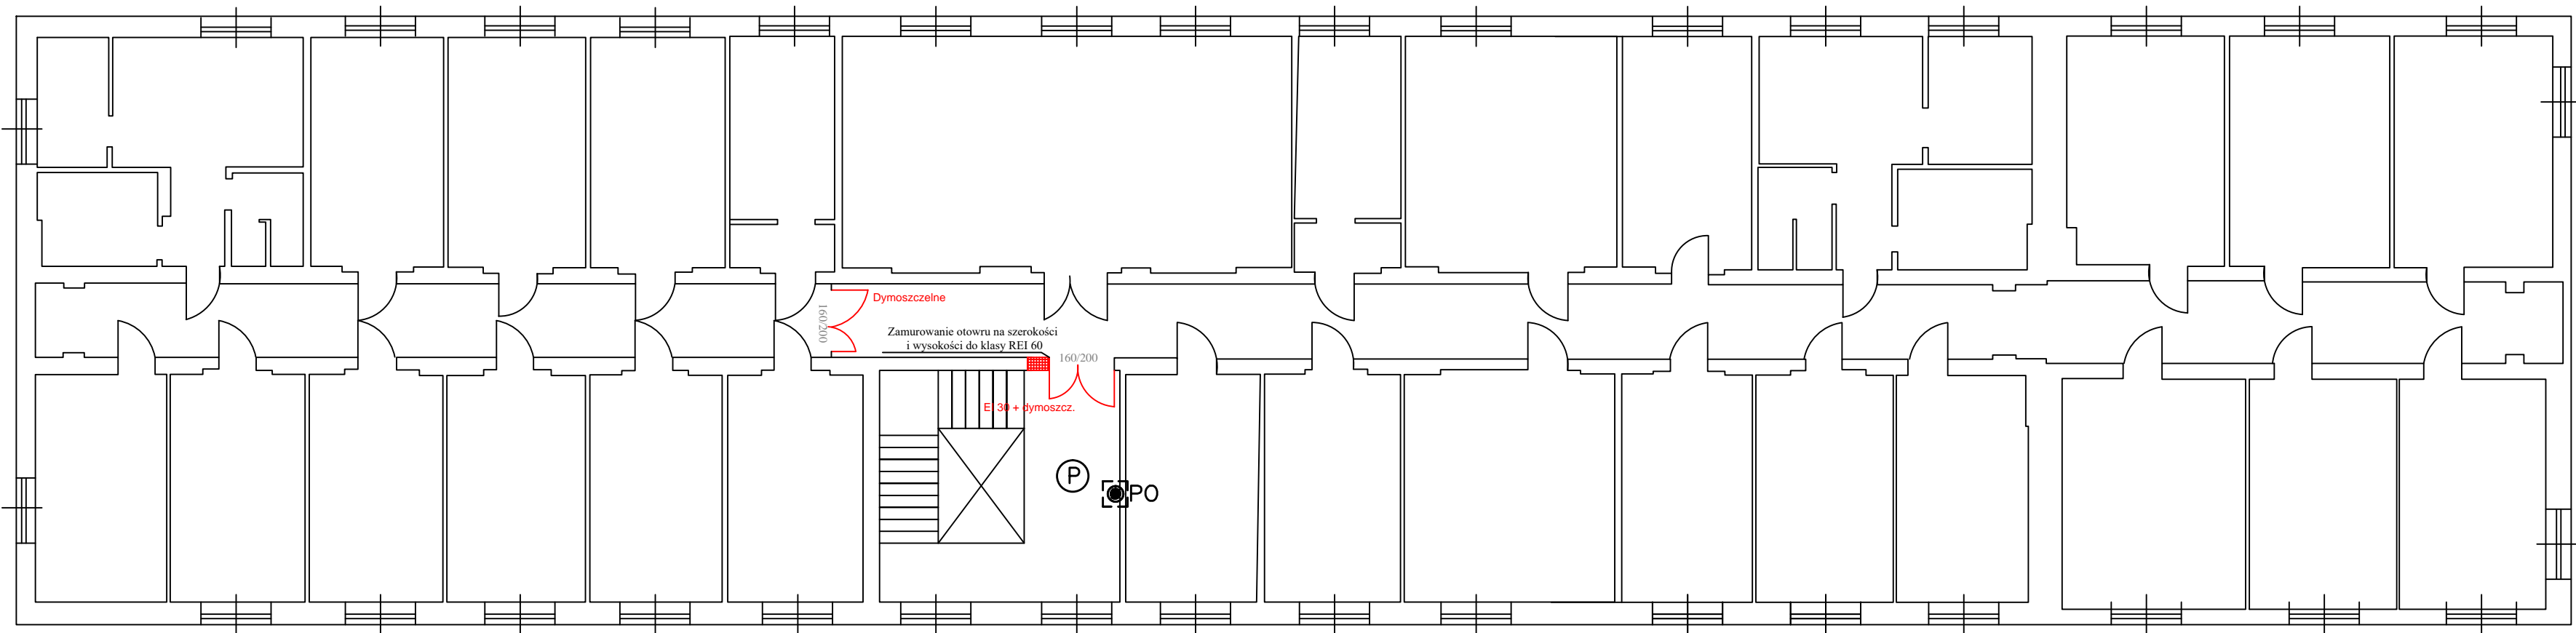 Dymoszczelne
160/200
Zamurowanie otowru na szerokości
i wysokości do klasy REI 60
160/200
EI 30 + dymoszcz.
P
PO